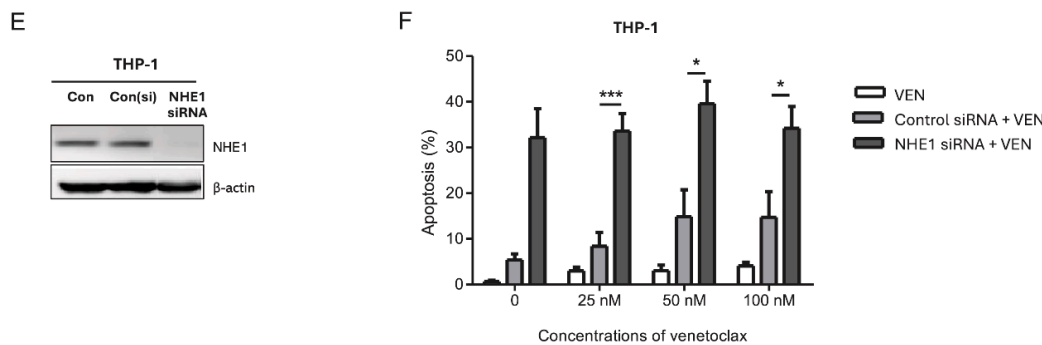 E
THP-1
Con Con(si) NHE1 siRNA
NHE1
β-actin
F
THP-1
Apoptosis (%)
50
40
30
20
10
0
*** * *
0 25 nM 50 nM 100 nM
Concentrations of venetoclax
VEN
Control siRNA + VEN
NHE1 siRNA + VEN